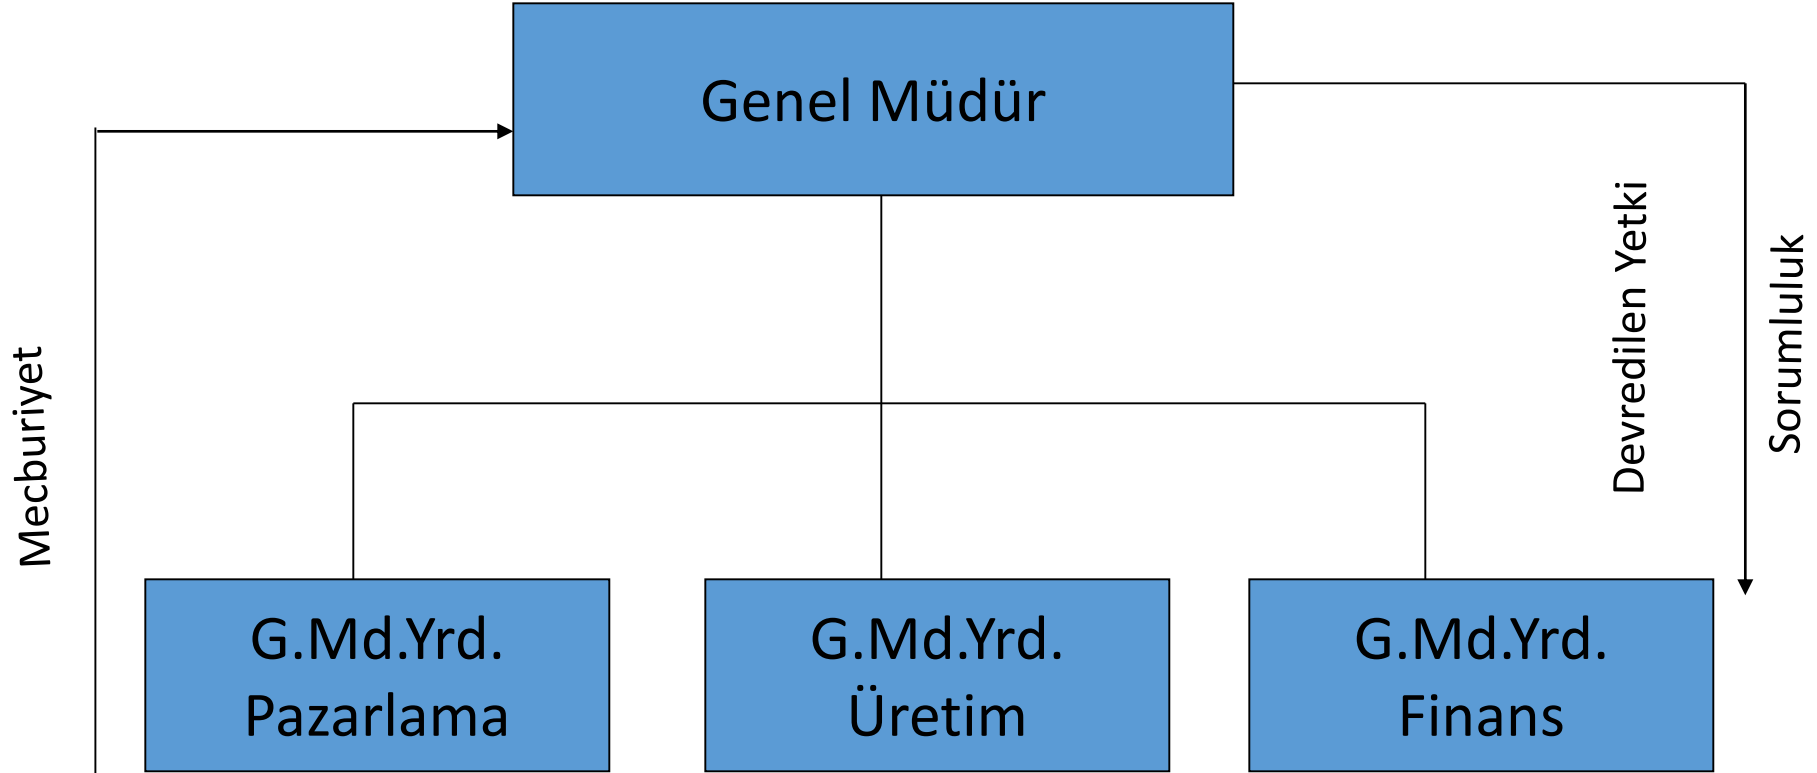 Genel Müdür
Mecburiyet
Devredilen Yetki
Sorumluluk
G.Md.Yrd.
Pazarlama
G.Md.Yrd.
Üretim
G.Md.Yrd.
Finans